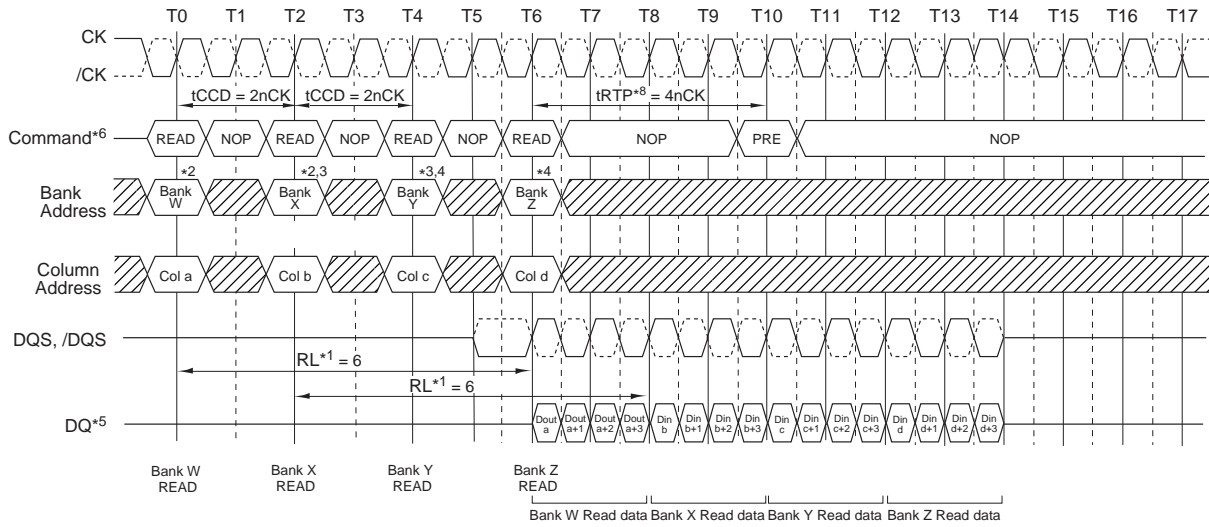 T0 T1 T2 T3 T4 T5 T6 T7 T8 T9 T10 T11 T12 T13 T14 T15 T16 T17
CK
/CK
tCCD = 2nCK tCCD = 2nCK tRTP*8 = 4nCK
Command*6 READ NOP READ NOP READ NOP READ NOP PRE NOP
*2 *2,3 *3,4 *4
Bank Address Bank W Bank X Bank Y Bank Z
Column Address Col a Col b Col c Col d
DQS, /DQS
RL*1 = 6
RL*1 = 6
DQ*5 Dout a Dout a+1 Dout a+2 Dout a+3 Din b Din b+1 Din b+2 Din b+3 Din c Din c+1 Din c+2 Din c+3 Din d Din d+1 Din d+2 Din d+3
Bank W READ Bank X READ Bank Y READ Bank Z READ
Bank W Read data Bank X Read data Bank Y Read data Bank Z Read data